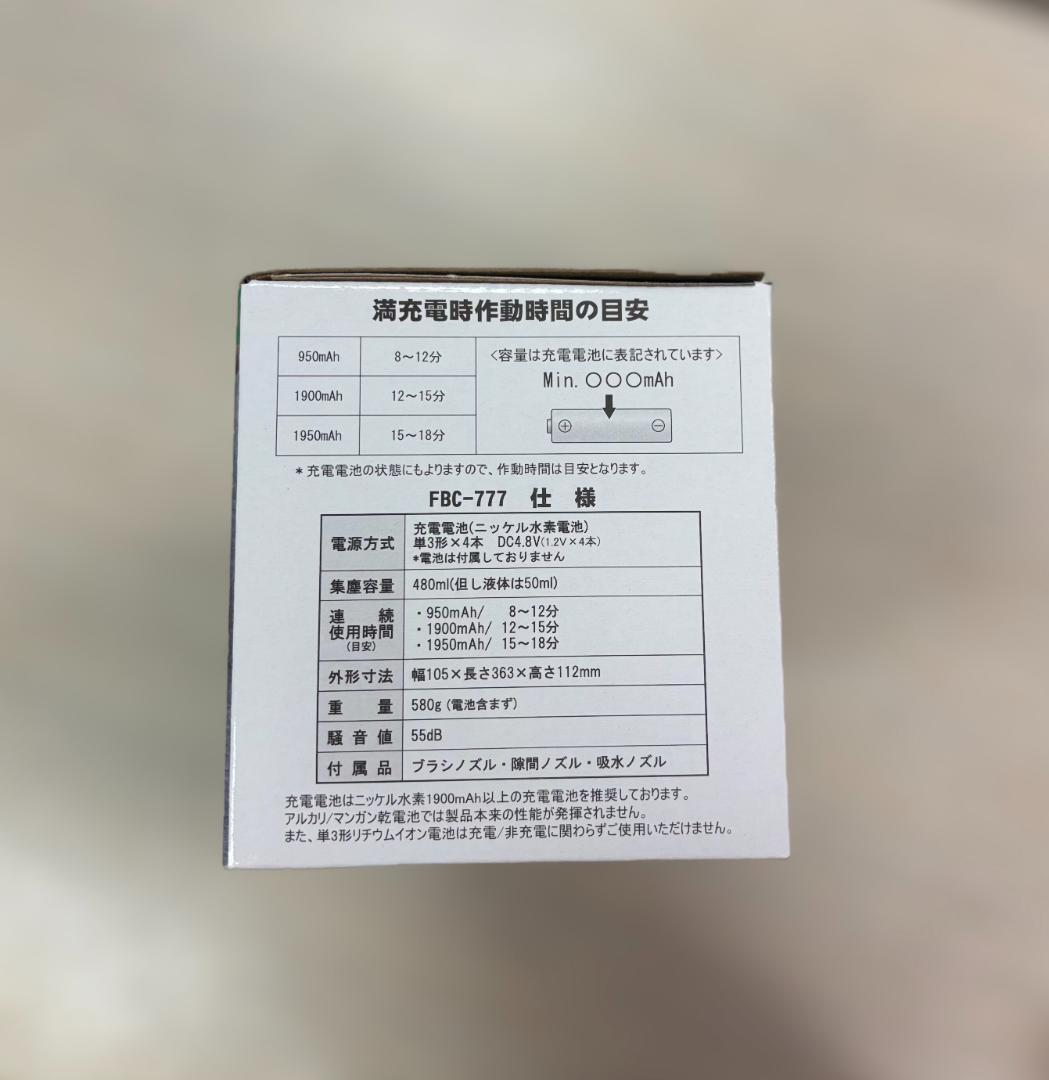 満充電時作動時間の目安
950mAh 8～12分
1900mAh 12～15分
1950mAh 15～18分
<容量は充電電池に表記されています>
Min.〇〇〇mAh
⊕ ⊖
＊充電電池の状態にもよりますので、作動時間は目安となります。
FBC-777 仕 様
電源方式
充電電池(ニッケル水素電池)
単3形×4本 DC4.8V(1.2V×4本)
*電池は付属しておりません
集塵容量 480ml(但し液体は50ml)
連 続
使用時間
(目安)
・950mAh/ 8～12分
・1900mAh/ 12～15分
・1950mAh/ 15～18分
外形寸法 幅105×長さ363×高さ112mm
重 量 580g(電池含まず)
騒音値 55dB
付属品 ブラシノズル・隙間ノズル・吸水ノズル
充電電池はニッケル水素1900mAh以上の充電電池を推奨しております。
アルカリ/マンガン乾電池では製品本来の性能が発揮されません。
また、単3形リチウムイオン電池は充電/非充電に関わらずご使用いただけません。